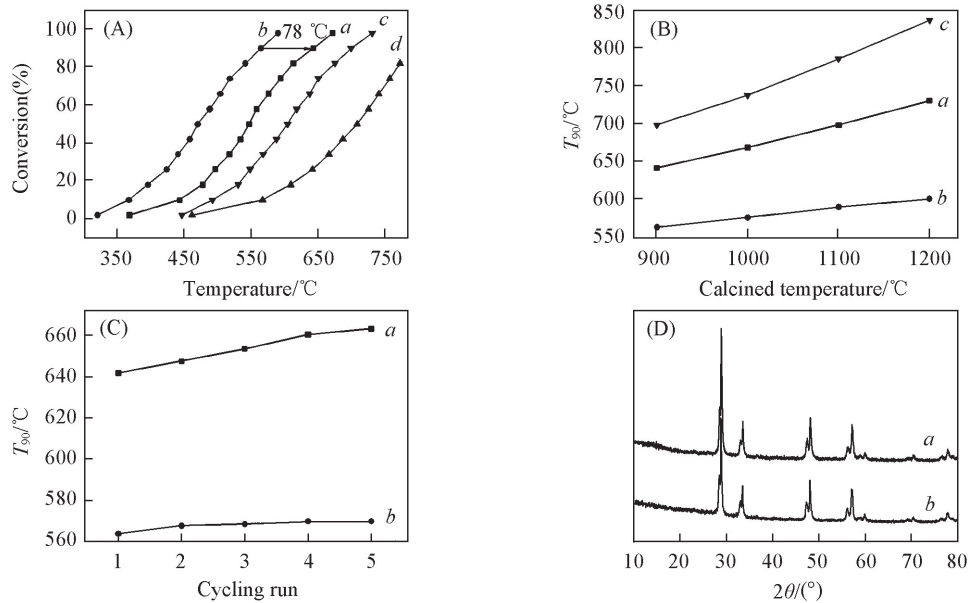 (A)
b
78 ℃
a
c
d
100
80
60
40
20
0
Conversion(%)
350
450
550
650
750
Temperature/℃
(B)
c
a
b
850
800
750
700
650
600
550
T90/℃
900
1000
1100
1200
Calcined temperature/℃
(C)
a
b
660
640
620
600
580
560
T90/℃
1
2
3
4
5
Cycling run
(D)
a
b
10
20
30
40
50
60
70
80
2θ/(°)